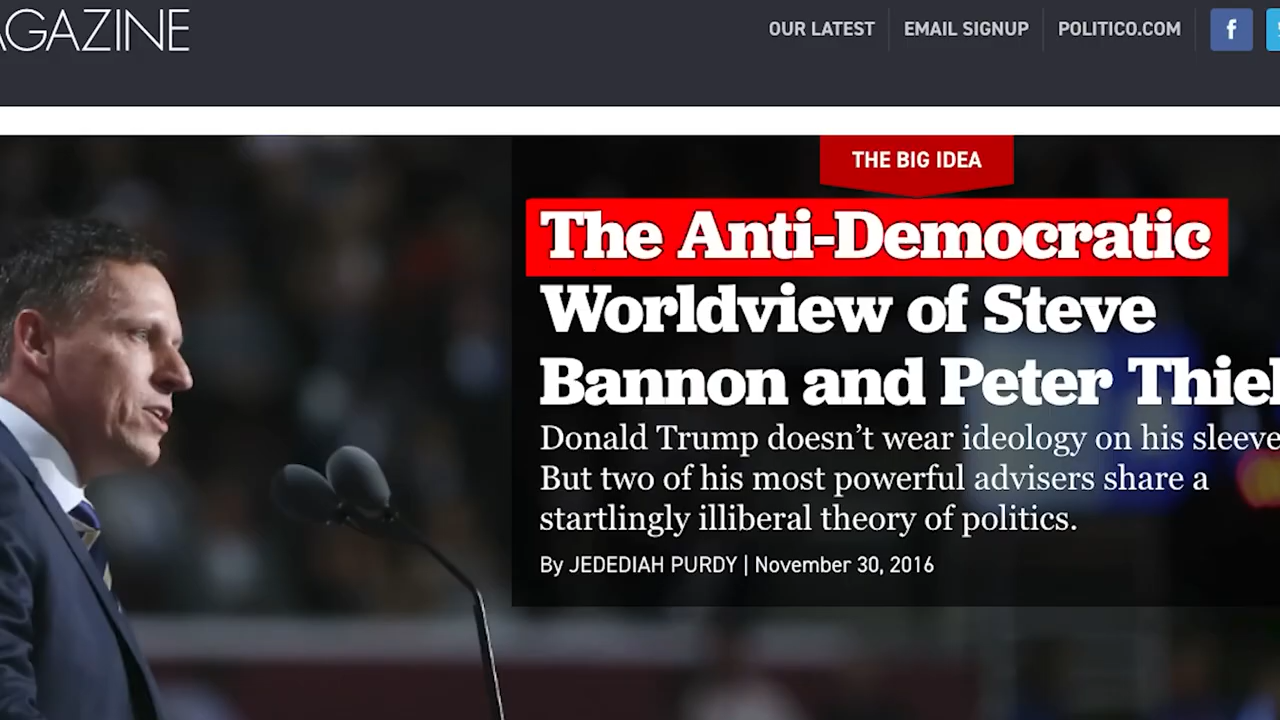 AGAZINE
OUR LATEST
EMAIL SIGNUP
POLITICO.COM
f
THE BIG IDEA
The Anti-Democratic
Worldview of Steve
Bannon and Peter Thiel
Donald Trump doesn’t wear ideology on his sleeve
But two of his most powerful advisers share a
startlingly illiberal theory of politics.
By JEDEDIAH PURDY | November 30, 2016